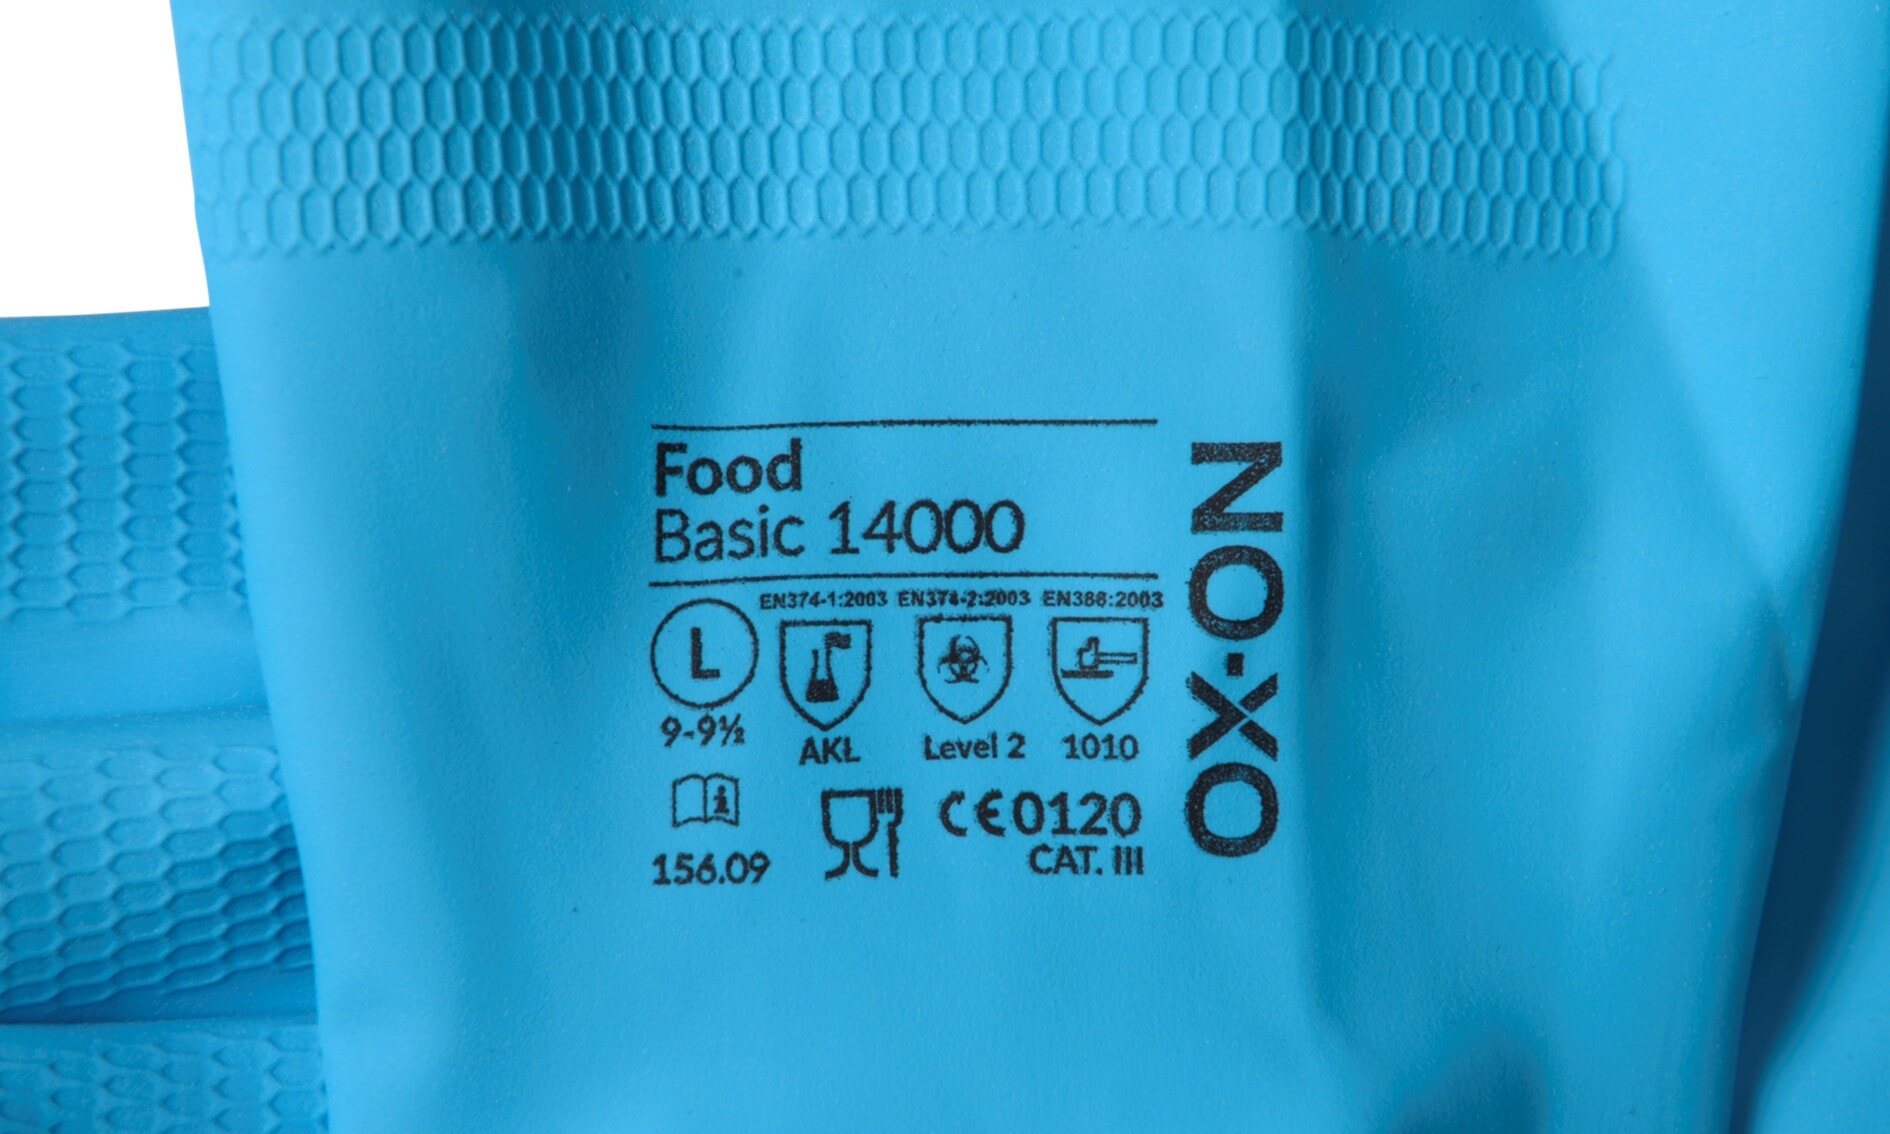 Food
Basic 14000
EN374-1:2003 EN374-2:2003 EN388:2003
L
9-9½ AKL Level 2 1010
CE0120
156.09 CAT. III
OX-ON